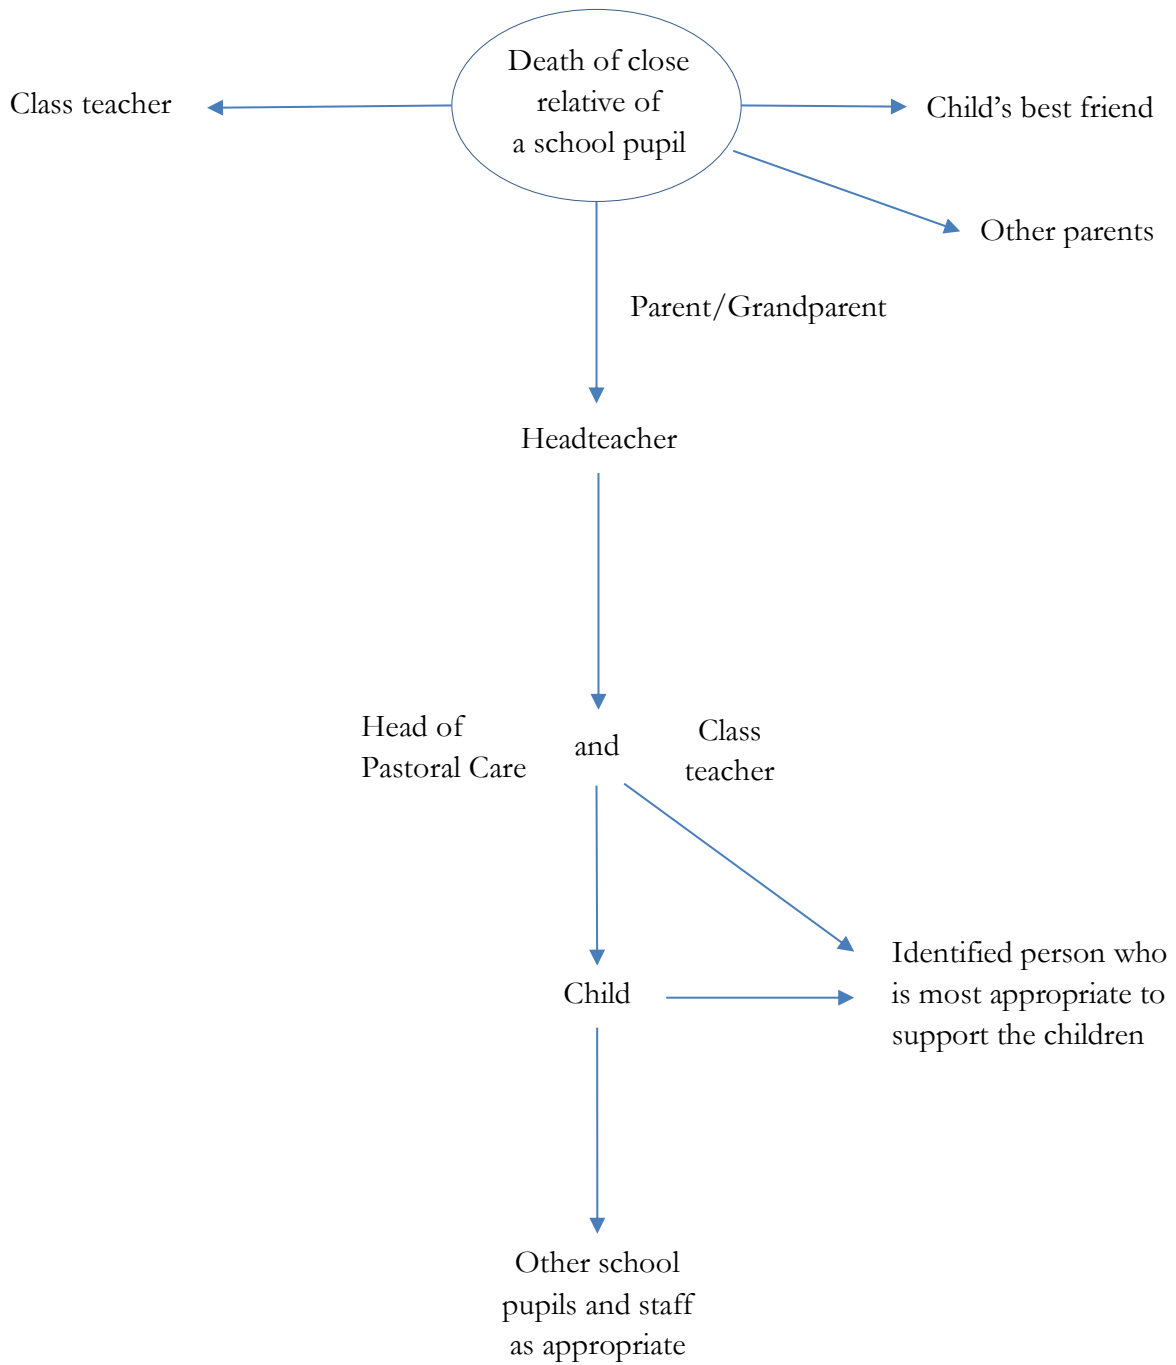 Death of close
relative of
a school pupil
Class teacher
Child’s best friend
Other parents
Parent/Grandparent
Headteacher
Head of
Pastoral Care
and
Class
teacher
Child
Identified person who
is most appropriate to
support the children
Other school
pupils and staff
as appropriate